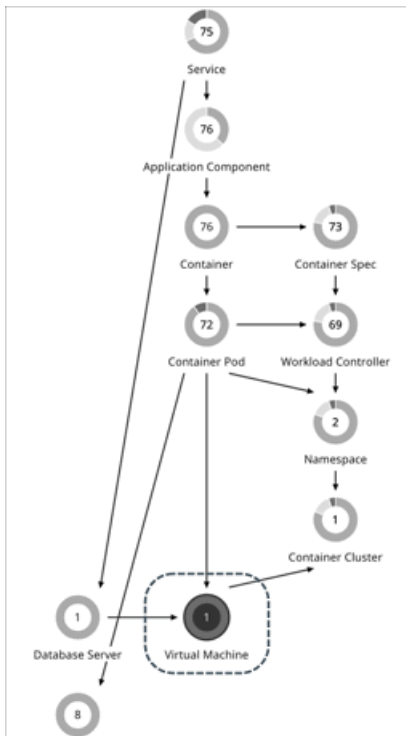 75
Service
76
Application Component
76
Container
73
Container Spec
72
Container Pod
69
Workload Controller
2
Namespace
1
Container Cluster
1
Database Server
1
Virtual Machine
8